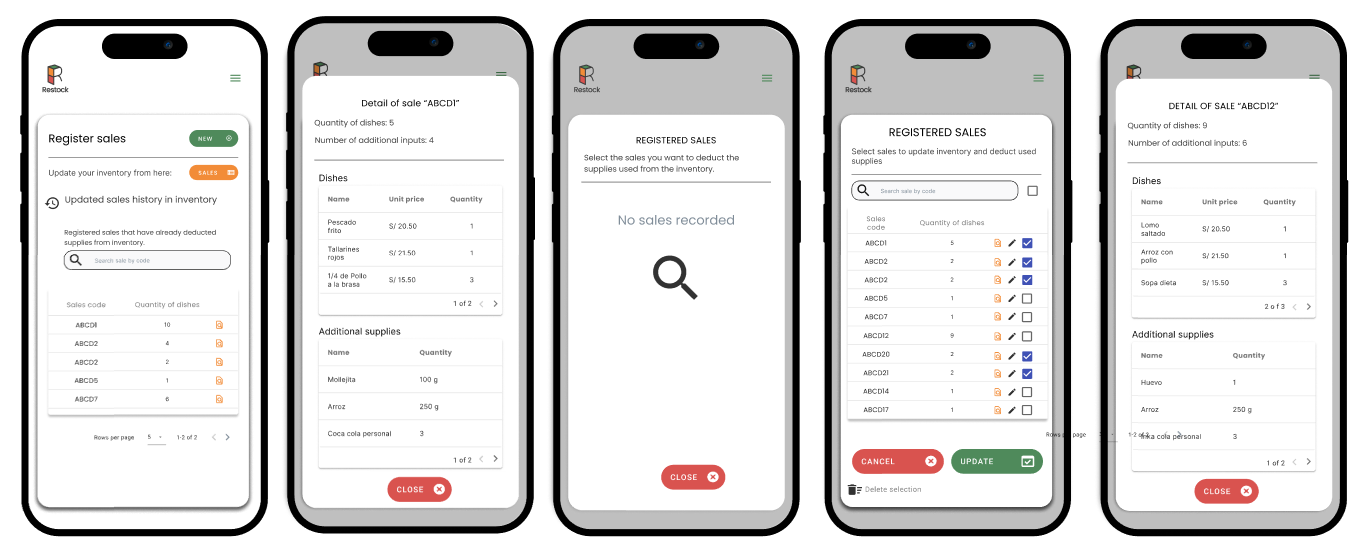 Restock
Register sales
NEW
Update your inventory from here:
SALES
Updated sales history in inventory
Registered sales that have already deducted
supplies from inventory.
Search sale by code
Sales code Quantity of dishes
ABCD1 10
ABCD2 4
ABCD2 2
ABCD5 1
ABCD7 6
Rows per page 5 1-2 of 2
Detail of sale “ABCD1”
Quantity of dishes: 5
Number of additional inputs: 4
Dishes
Name Unit price Quantity
Pescado
frito
S/ 20.50 1
Tallarines
rojos
S/ 21.50 1
1/4 de Pollo
a la brasa
S/ 15.50 3
1 of 2
Additional supplies
Name Quantity
Mollejita 100 g
Arroz 250 g
Coca cola personal 3
1 of 2
CLOSE
Restock
REGISTERED SALES
Select the sales you want to deduct the
supplies used from the inventory.
No sales recorded
CLOSE
Restock
REGISTERED SALES
Select sales to update inventory and deduct used
supplies
Search sale by code
Sales
code
Quantity of dishes
ABCD1 5
ABCD2 2
ABCD2 2
ABCD5 1
ABCD7 1
ABCD12 9
ABCD20 2
ABCD21 2
ABCD14 1
ABCD17 1
Rows per page
CANCEL
UPDATE
Delete selection
DETAIL OF SALE “ABCD12”
Quantity of dishes: 9
Number of additional inputs: 6
Dishes
Name Unit price Quantity
Lomo
saltado
S/ 20.50 1
Arroz con
pollo
S/ 21.50 1
Sopa dieta S/ 15.50 3
2 of 3
Additional supplies
Name Quantity
Huevo 1
Arroz 250 g
1-2 of 2
Inka cola personal 3
1 of 2
CLOSE